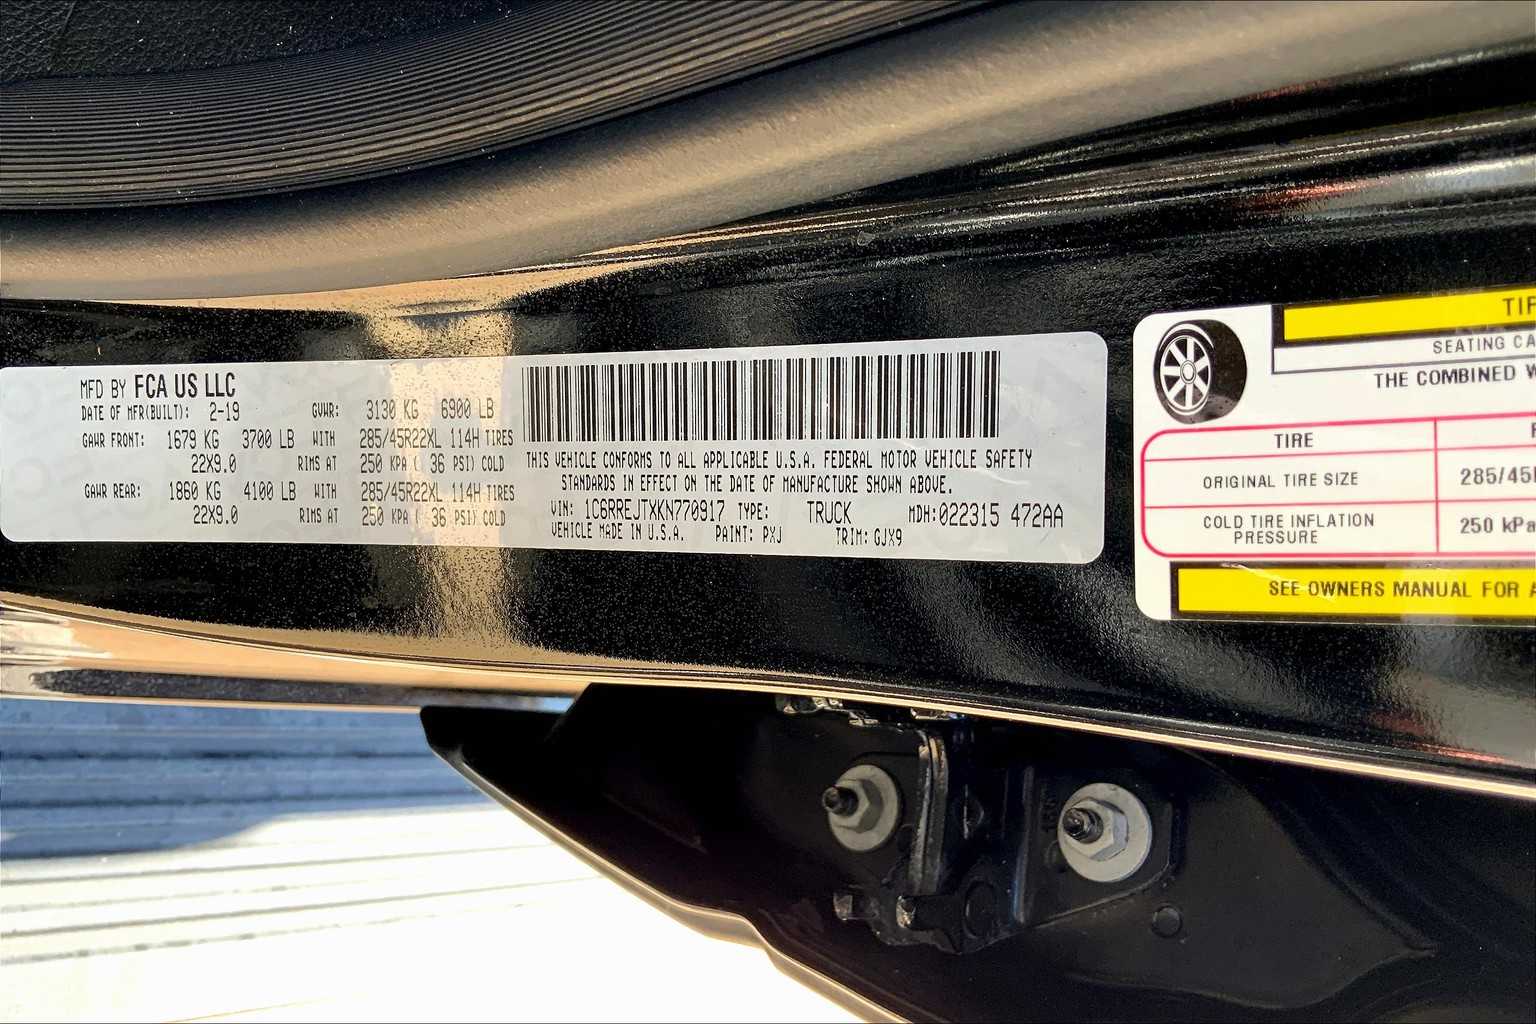 MFD BY FCA US LLC
DATE OF MFR(BUILT): 2-19 GVWR: 3130 KG 6900 LB
GAWR FRONT: 1679 KG 3700 LB WITH 285/45R22XL 114H TIRES
22X9.0 RIMS AT 250 KPA ( 36 PSI) COLD
GAWR REAR: 1860 KG 4100 LB WITH 285/45R22XL 114H TIRES
22X9.0 RIMS AT 250 KPA ( 36 PSI) COLD
THIS VEHICLE CONFORMS TO ALL APPLICABLE U.S.A. FEDERAL MOTOR VEHICLE SAFETY
STANDARDS IN EFFECT ON THE DATE OF MANUFACTURE SHOWN ABOVE.
VIN: 1C6RREJTXKN770917 TYPE: TRUCK MDH:022315 472AA
VEHICLE MADE IN U.S.A. PAINT: PXJ TRIM: GJX9
SEATING
THE COMBINED
TIRE
ORIGINAL TIRE SIZE 285/45
COLD TIRE INFLATION
PRESSURE 250 kPa
SEE OWNERS MANUAL FOR